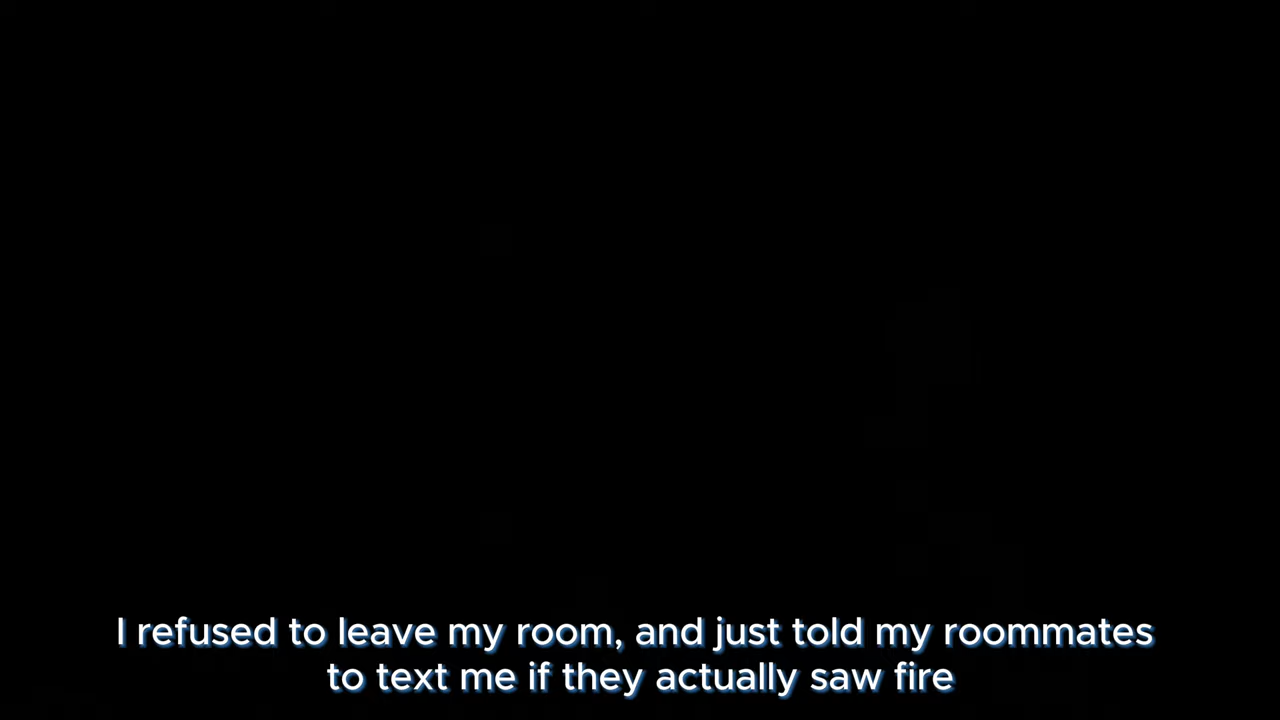 I refused to leave my room, and just told my roommates
to text me if they actually saw fire